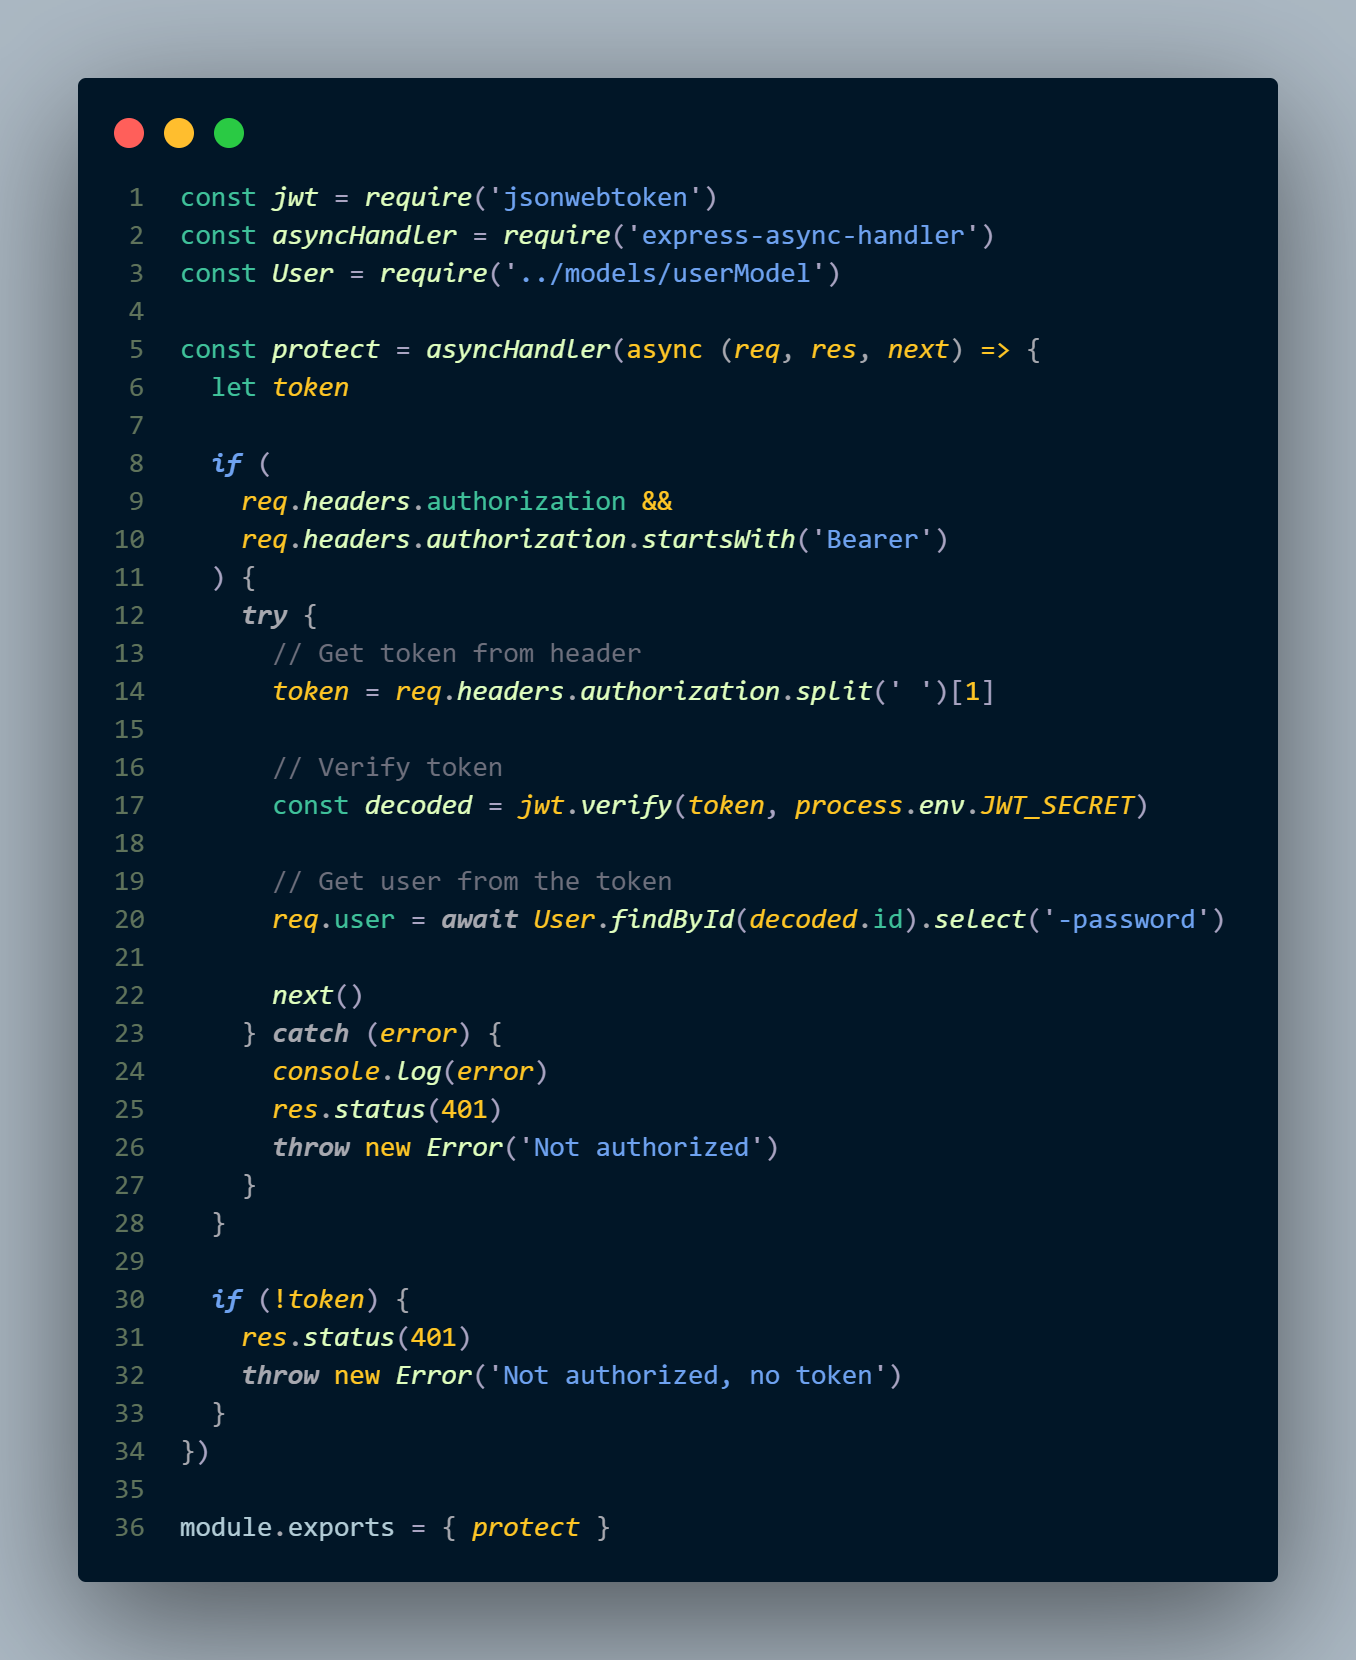 1 const jwt = require('jsonwebtoken')
2 const asyncHandler = require('express-async-handler')
3 const User = require('../models/userModel')
4
5 const protect = asyncHandler(async (req, res, next) => {
6   let token
7
8   if (
9     req.headers.authorization &&
10     req.headers.authorization.startsWith('Bearer')
11   ) {
12     try {
13       // Get token from header
14       token = req.headers.authorization.split(' ')[1]
15
16       // Verify token
17       const decoded = jwt.verify(token, process.env.JWT_SECRET)
18
19       // Get user from the token
20       req.user = await User.findById(decoded.id).select('-password')
21
22       next()
23     } catch (error) {
24       console.log(error)
25       res.status(401)
26       throw new Error('Not authorized')
27     }
28   }
29
30   if (!token) {
31     res.status(401)
32     throw new Error('Not authorized, no token')
33   }
34 })
35
36 module.exports = { protect }